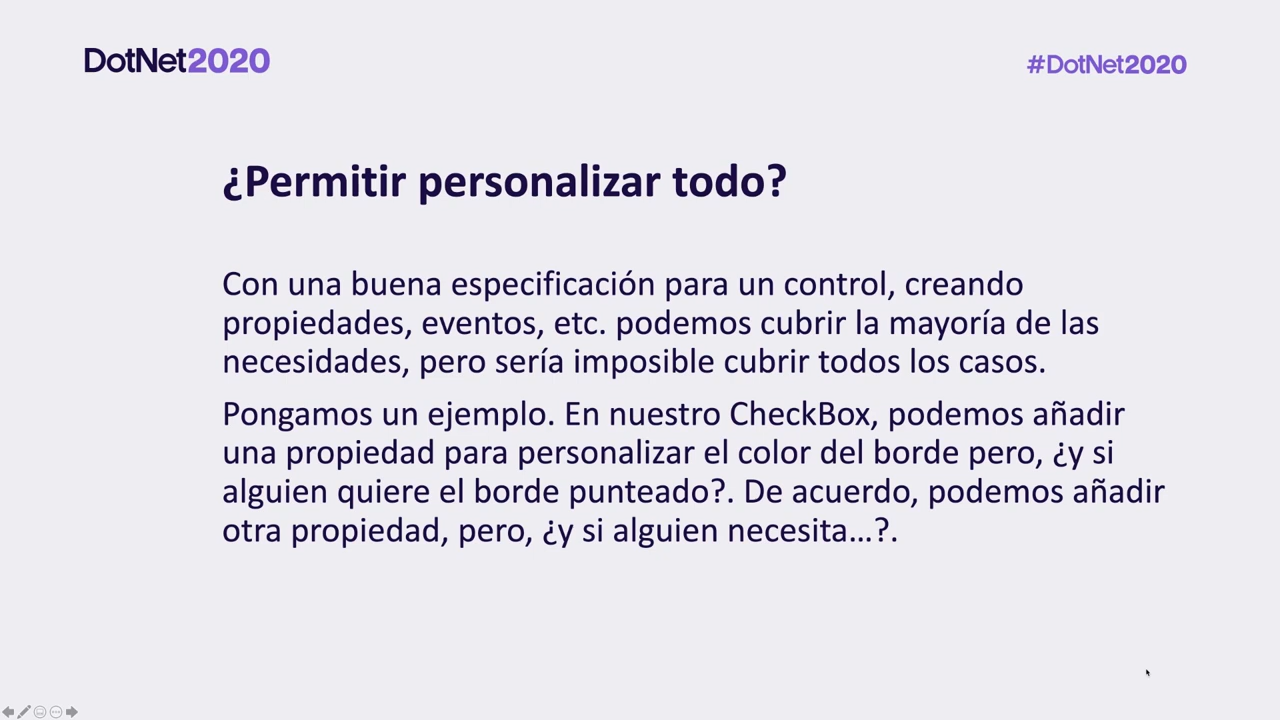 DotNet2020
#DotNet2020
¿Permitir personalizar todo?
Con una buena especificación para un control, creando
propiedades, eventos, etc. podemos cubrir la mayoría de las
necesidades, pero sería imposible cubrir todos los casos.
Pongamos un ejemplo. En nuestro CheckBox, podemos añadir
una propiedad para personalizar el color del borde pero, ¿y si
alguien quiere el borde punteado?. De acuerdo, podemos añadir
otra propiedad, pero, ¿y si alguien necesita...?.